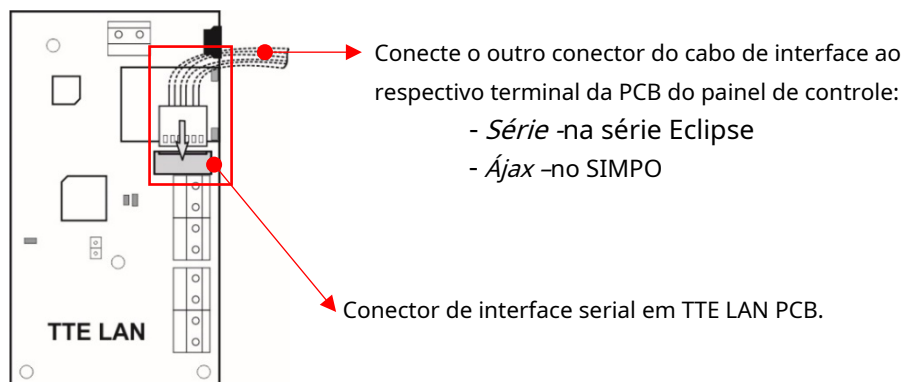 Conecte o outro conector do cabo de interface ao
respectivo terminal da PCB do painel de controle:
- Série -na série Eclipse
- Ájax –no SIMPO
Conector de interface serial em TTE LAN PCB.
TTE LAN